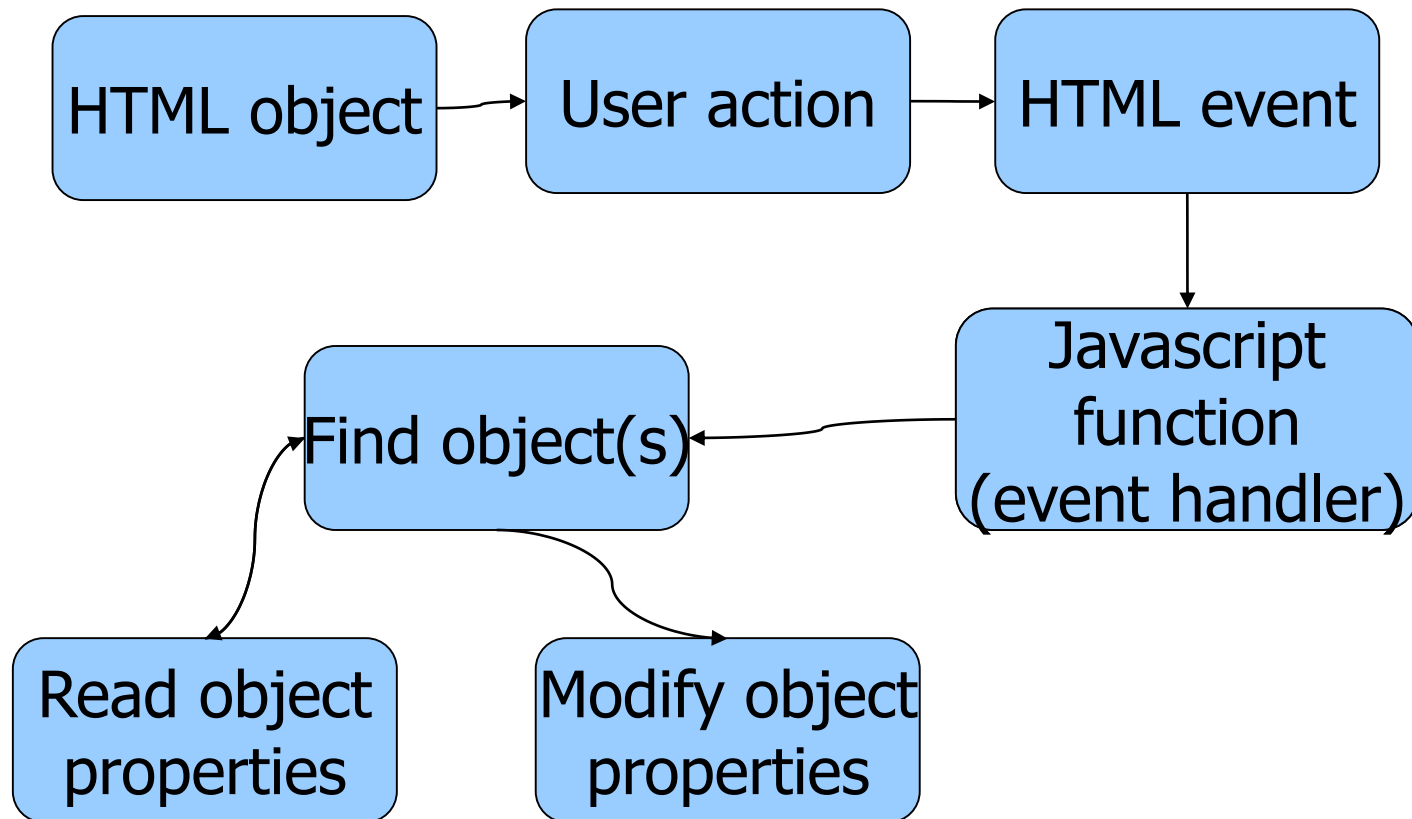 HTML object
User action
HTML event
Javascript
function
(event handler)
Find object(s)
Read object
properties
Modify object
properties